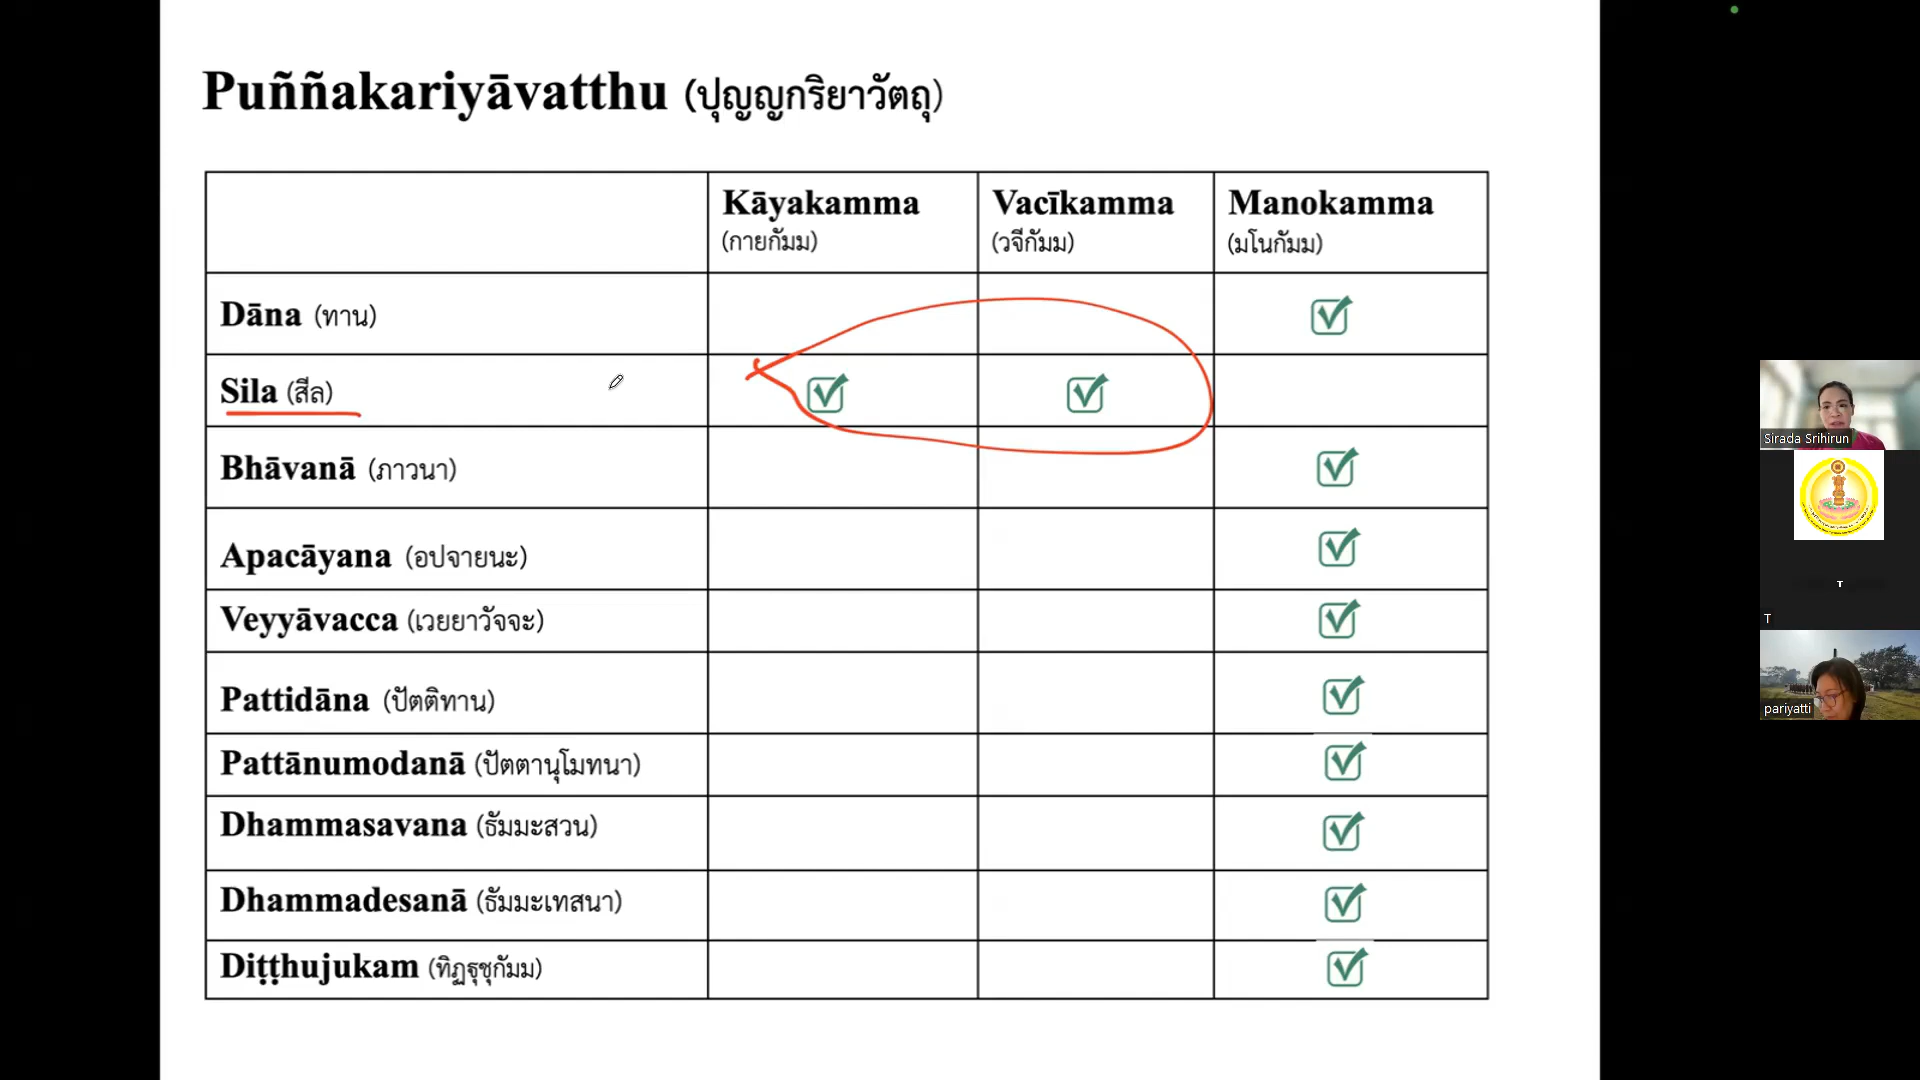 Puññakariyāvatthu (ปุญญกริยาวัตถุ)
Kāyakamma Vacīkamma Manokamma
(กายกัมม) (วจีกัมม) (มโนกัมม)
Dāna (ทาน)
Sila (สีล)
Bhāvanā (ภาวนา)
Apacāyana (อปจายนะ)
Veyyāvacca (เวยยาวัจจะ)
Pattidāna (ปัตติทาน)
Pattānumodanā (ปัตตานุโมทนา)
Dhammasavana (ธัมมะสวน)
Dhammadesanā (ธัมมะเทสนา)
Diṭṭhujukam (ทิฏฐุชุกัมม)
Sirada Srihirun
T
T
pariyatti